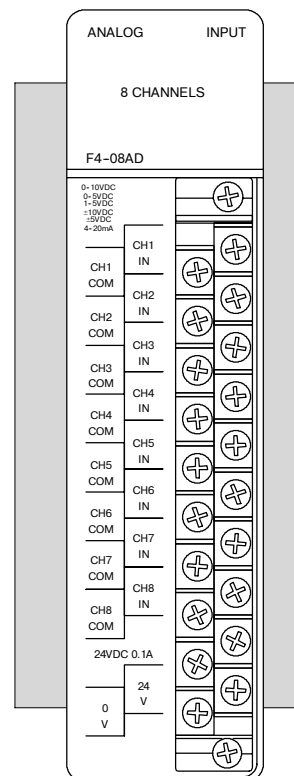 ANALOG INPUT
8 CHANNELS
F4-08AD
0-10VDC
0-5VDC
1-5VDC
±10VDC
±5VDC
4-20mA
CH1
IN
CH1
COM
CH2
IN
CH2
COM
CH3
IN
CH3
COM
CH4
IN
CH4
COM
CH5
IN
CH5
COM
CH6
IN
CH6
COM
CH7
IN
CH7
COM
CH8
IN
CH8
COM
24VDC 0.1A
24
V
0
V